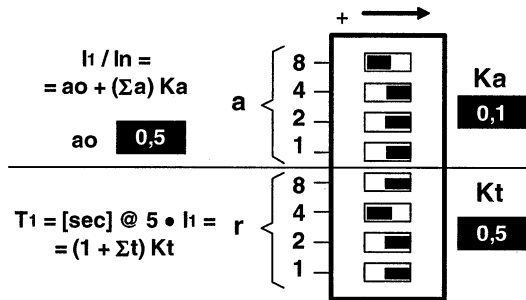 +
I1 / In =
= ao + (Σa) Ka
ao 0,5
a
8
4
2
1
Ka
0,1
T1 = [sec] @ 5 • I1 =
= (1 + Σt) Kt
r
8
4
2
1
Kt
0,5